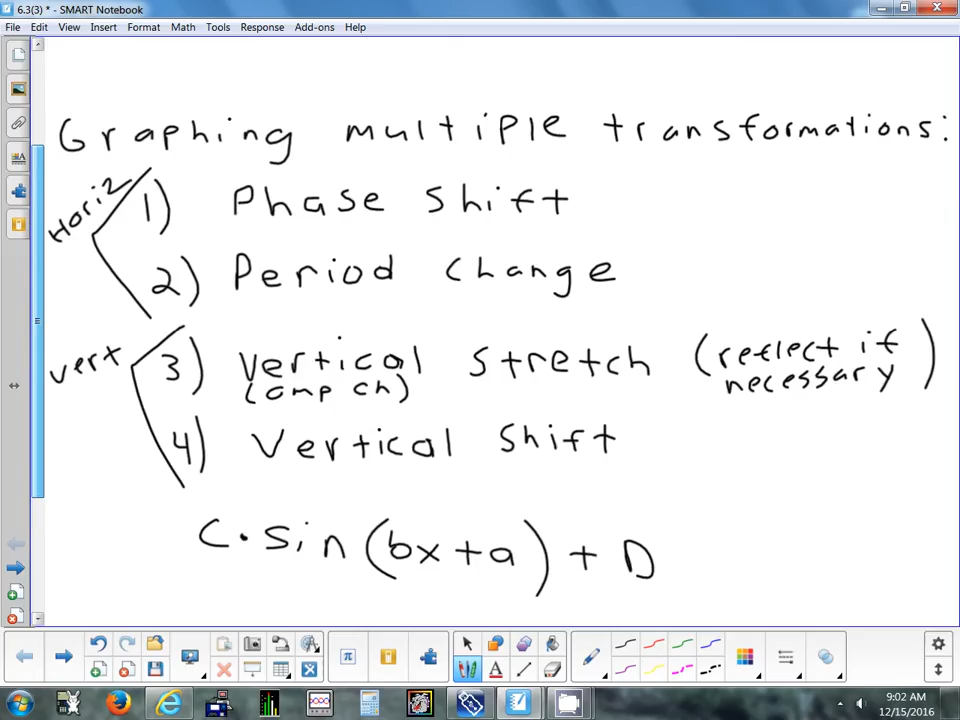 6.3(3) * - SMART Notebook
File Edit View Insert Format Math Tools Response Add-ons Help
Graphing multiple transformations:
Horiz
1) Phase shift
2) Period change
vert
3) Vertical stretch (reflect if necessary)
(amp ch)
4) Vertical shift
C·sin(bx+a)+D
9:02 AM
12/15/2016